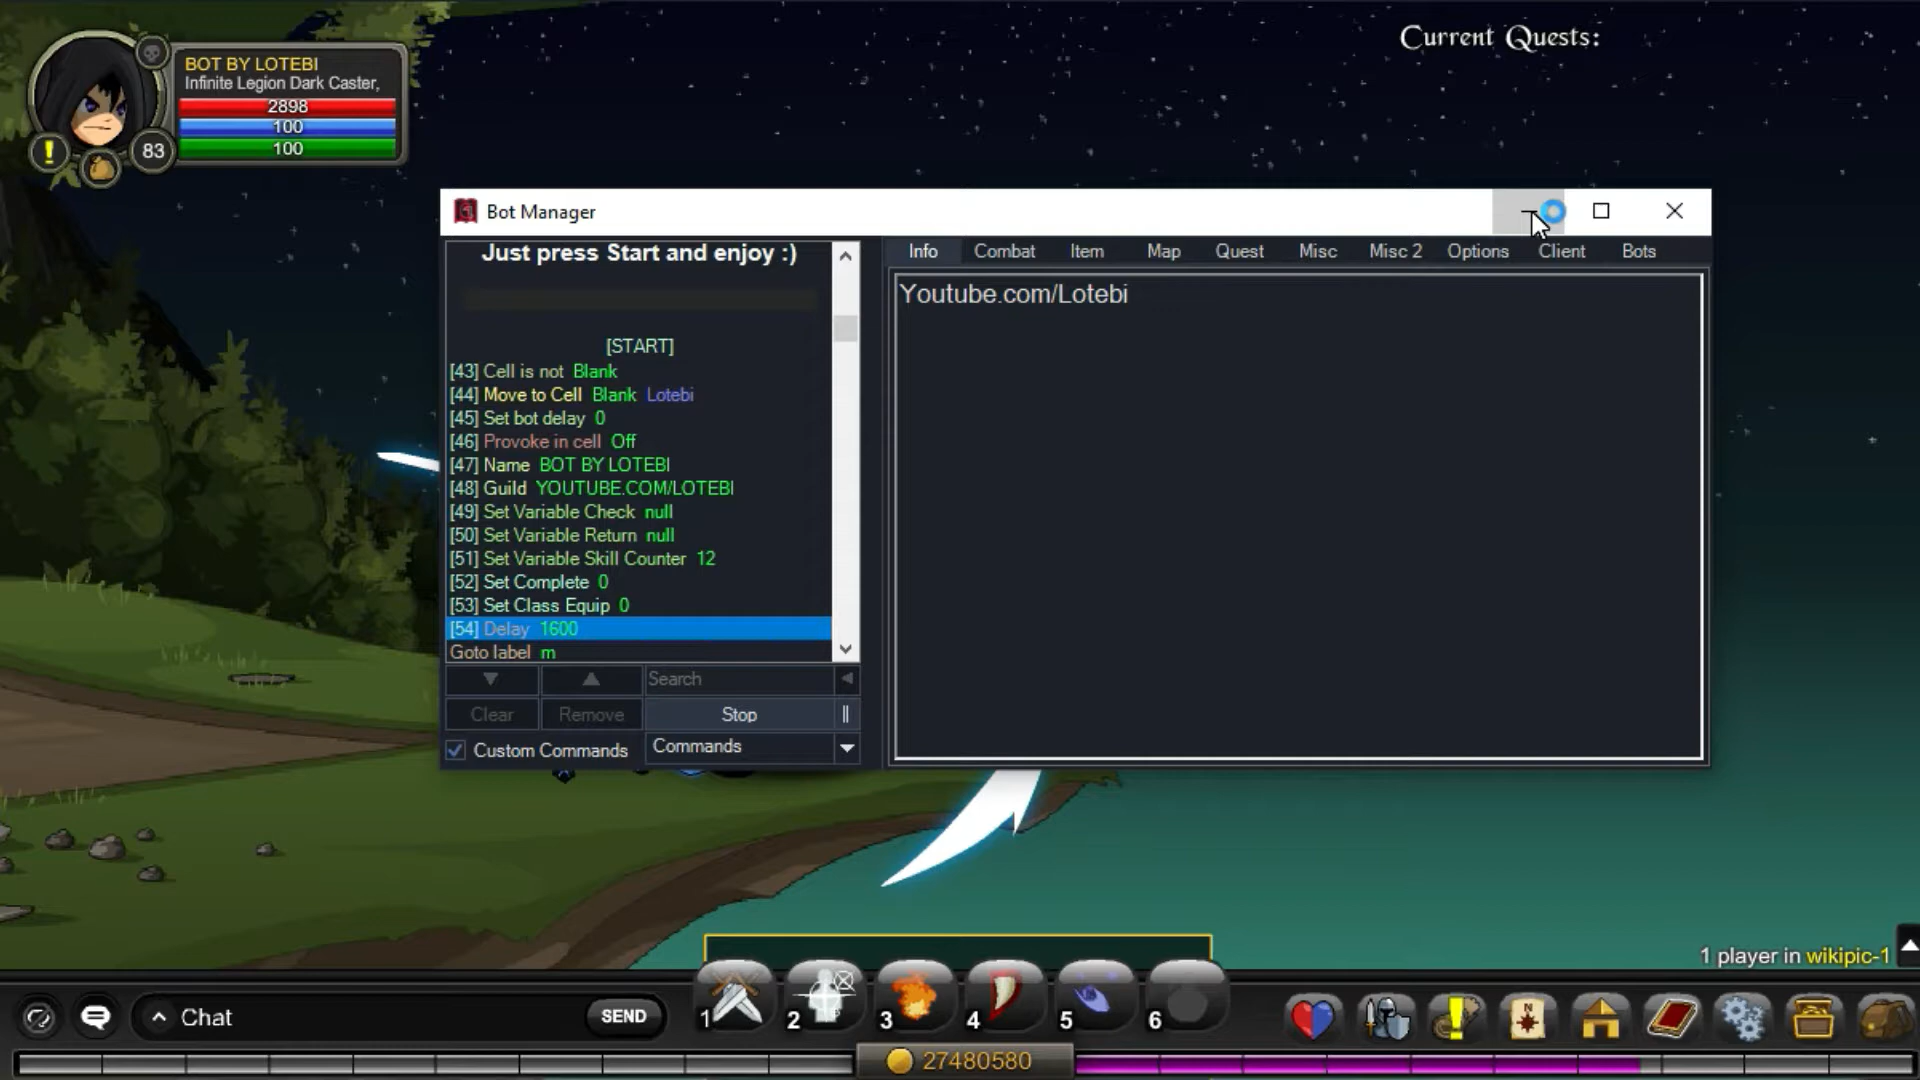 Current Quests:
BOT BY LOTEBI
Infinite Legion Dark Caster,
2898
100
83
100
Bot Manager
Just press Start and enjoy :)
[START]
[43] Cell is not Blank
[44] Move to Cell Blank Lotebi
[45] Set bot delay 0
[46] Provoke in cell Off
[47] Name BOT BY LOTEBI
[48] Guild YOUTUBE.COM/LOTEBI
[49] Set Variable Check null
[50] Set Variable Return null
[51] Set Variable Skill Counter 12
[52] Set Complete 0
[53] Set Class Equip 0
[54] Delay 1600
Goto label m
Search
Clear Remove Stop
Custom Commands Commands
Info Combat Item Map Quest Misc Misc 2 Options Client Bots
Youtube.com/Lotebi
1 player in wikipic-1
Chat SEND
1 2 3 4 5 6
27480580